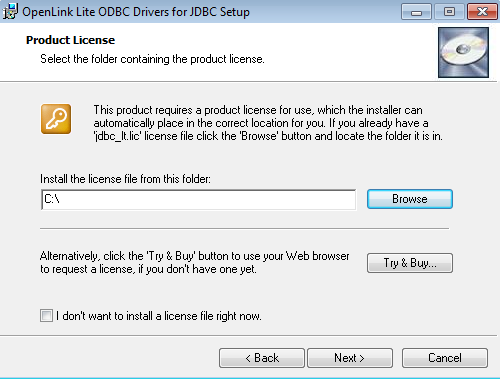 OpenLink Lite ODBC Drivers for JDBC Setup
Product License
Select the folder containing the product license.
This product requires a product license for use, which the installer can
automatically place in the correct location for you. If you already have a
'jdbc_lt.lic' license file click the 'Browse' button and locate the folder it is in.
Install the license file from this folder:
C:\
Browse
Alternatively, click the 'Try & Buy' button to use your Web browser
to request a license, if you don't have one yet.
Try & Buy...
I don't want to install a license file right now.
< Back
Next >
Cancel